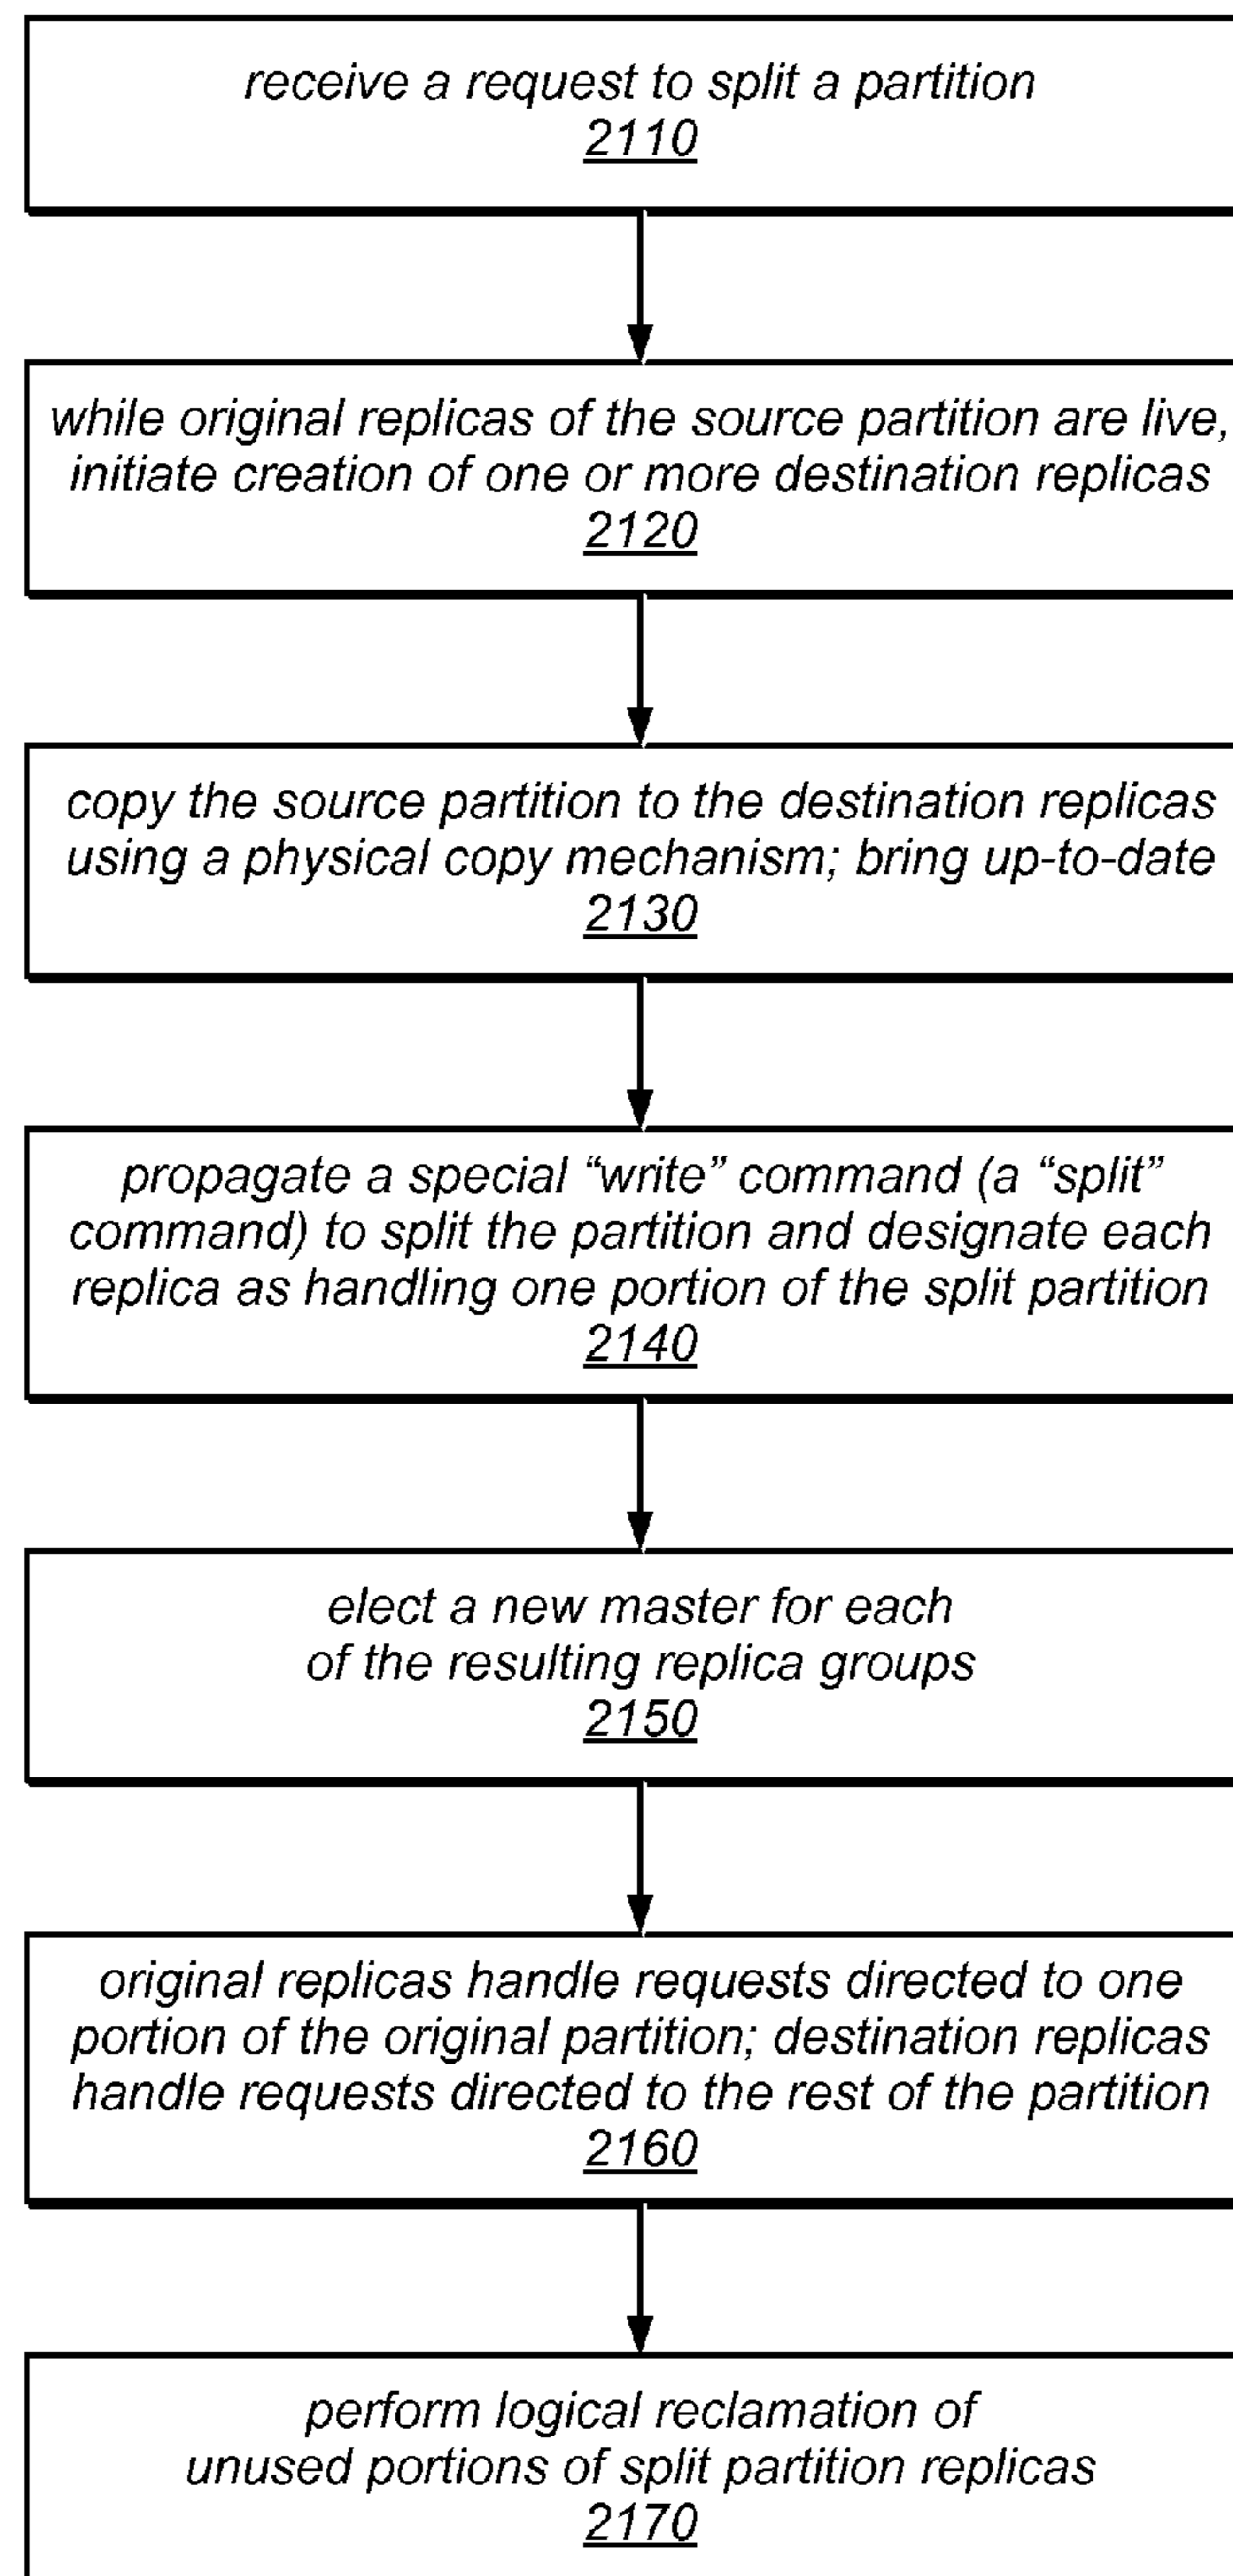 receive a request to split a partition
2110
while original replicas of the source partition are live,
initiate creation of one or more destination replicas
2120
copy the source partition to the destination replicas
using a physical copy mechanism; bring up-to-date
2130
propagate a special “write” command (a “split”
command) to split the partition and designate each
replica as handling one portion of the split partition
2140
elect a new master for each
of the resulting replica groups
2150
original replicas handle requests directed to one
portion of the original partition; destination replicas
handle requests directed to the rest of the partition
2160
perform logical reclamation of
unused portions of split partition replicas
2170